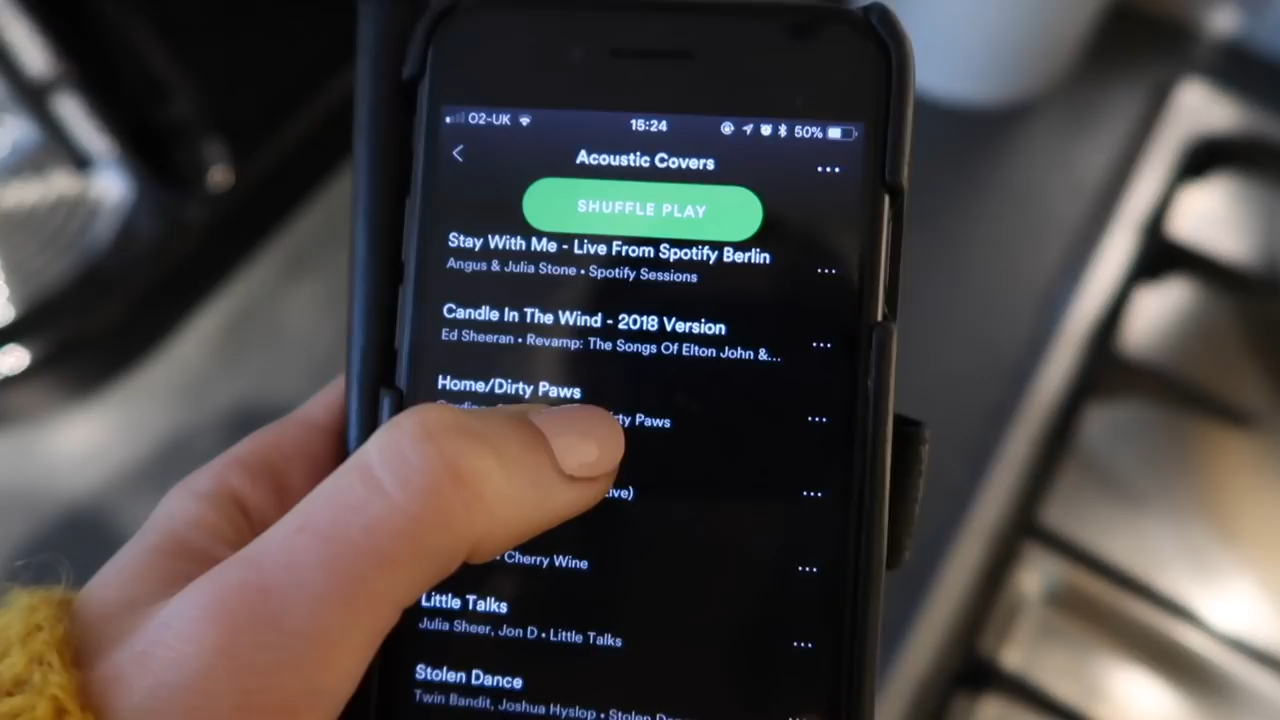 O2-UK 15:24 50%
Acoustic Covers
SHUFFLE PLAY
Stay With Me - Live From Spotify Berlin
Angus & Julia Stone • Spotify Sessions
Candle In The Wind - 2018 Version
Ed Sheeran • Revamp: The Songs Of Elton John &...
Home/Dirty Paws
Paws
• Cherry Wine
Little Talks
Julia Sheer, Jon D • Little Talks
Stolen Dance
Twin Bandit, Joshua Hyslop • Stolen